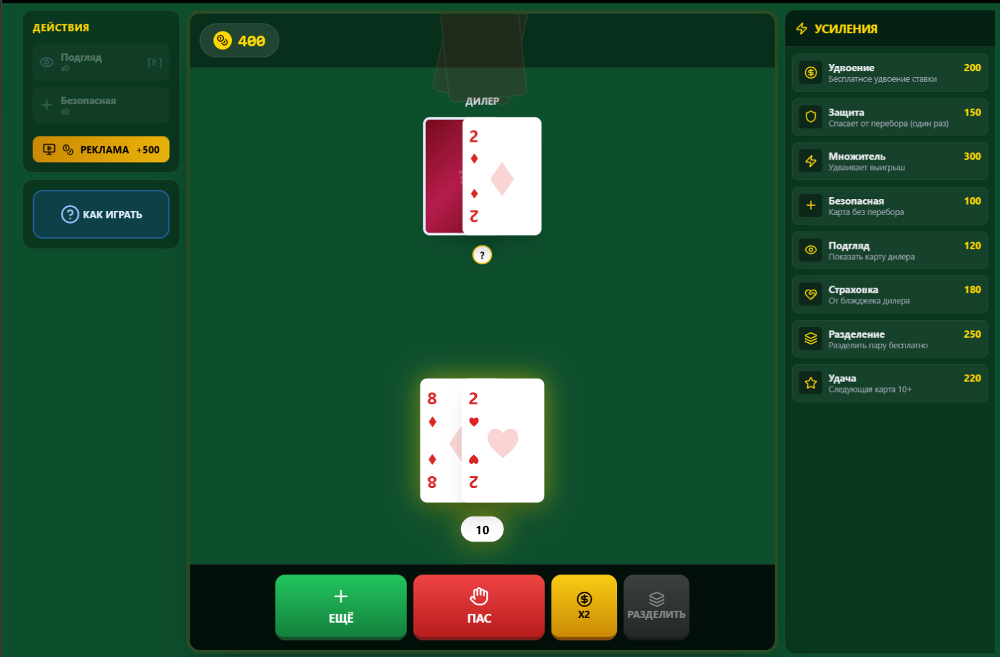 ДЕЙСТВИЯ
Подгляд
x0
[E]
Безопасная
x0
РЕКЛАМА +500
КАК ИГРАТЬ
400
ДИЛЕР
2
2
?
8
2
8
2
10
ЕЩЁ
ПАС
X2
РАЗДЕЛИТЬ
УСИЛЕНИЯ
Удвоение 200
Бесплатное удвоение ставки
Защита 150
Спасает от перебора (один раз)
Множитель 300
Удваивает выигрыш
Безопасная 100
Карта без перебора
Подгляд 120
Показать карту дилера
Страховка 180
От блэкджека дилера
Разделение 250
Разделить пару бесплатно
Удача 220
Следующая карта 10+